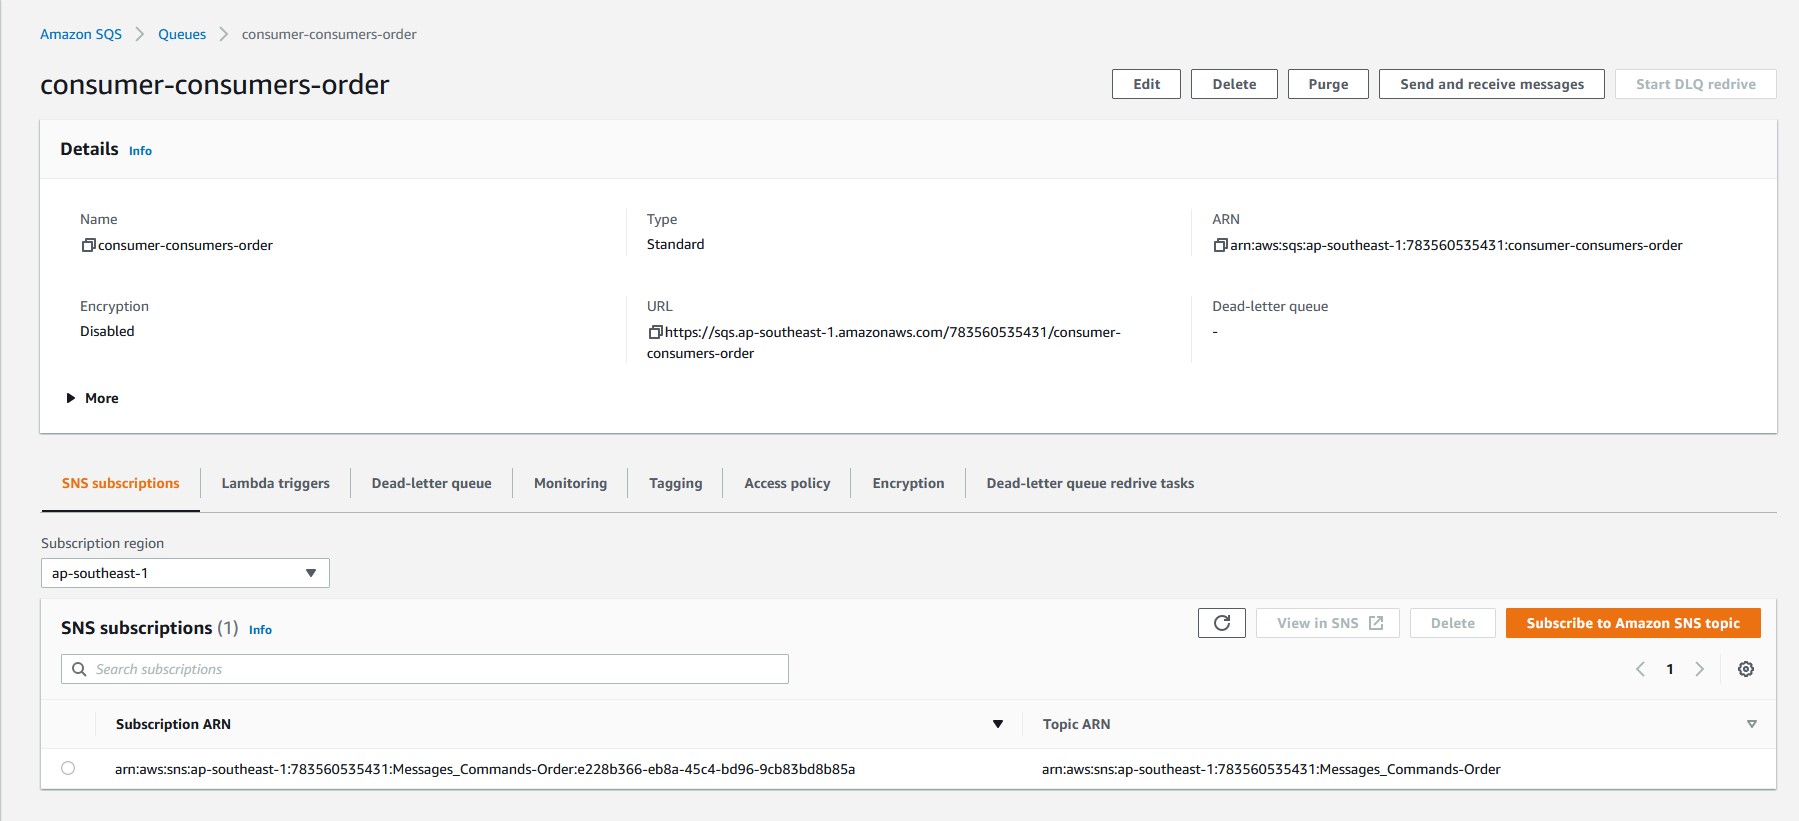 Amazon SQS > Queues > consumer-consumers-order
consumer-consumers-order
Edit Delete Purge Send and receive messages Start DLQ redrive
Details Info
Name Type ARN
consumer-consumers-order Standard arn:aws:sqs:ap-southeast-1:783560535431:consumer-consumers-order
Encryption URL Dead-letter queue
Disabled https://sqs.ap-southeast-1.amazonaws.com/783560535431/consumer- -
consumers-order
More
SNS subscriptions Lambda triggers Dead-letter queue Monitoring Tagging Access policy Encryption Dead-letter queue redrive tasks
Subscription region
ap-southeast-1
SNS subscriptions (1) Info View in SNS Delete Subscribe to Amazon SNS topic
Search subscriptions 1
Subscription ARN Topic ARN
arn:aws:sns:ap-southeast-1:783560535431:Messages_Commands-Order:e228b366-eb8a-45c4-bd96-9cb83bd8b85a arn:aws:sns:ap-southeast-1:783560535431:Messages_Commands-Order